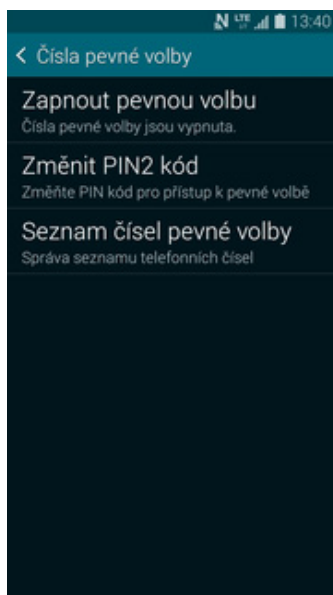 LTE 13:40
Čísla pevné volby
Zapnout pevnou volbu
Čísla pevné volby jsou vypnuta.
Změnit PIN2 kód
Změňte PIN kód pro přístup k pevné volbě
Seznam čísel pevné volby
Správa seznamu telefonních čísel